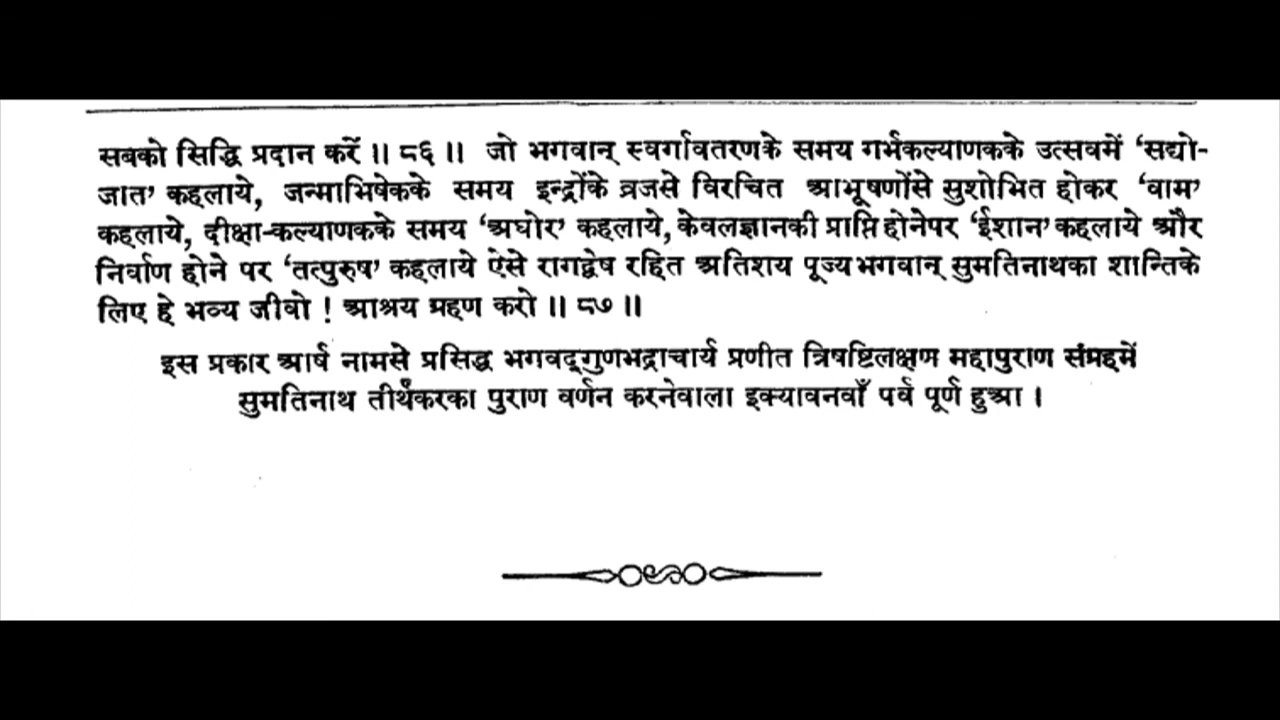 सबको सिद्धि प्रदान करें ॥ ८६ ॥ जो भगवान् स्वर्गावतरणके समय गर्भकल्याणकके उत्सवमें ‘सद्यो-
जात’ कहलाये, जन्माभिषेकके समय इन्द्रोंके व्रजसे विरचित आभूषणोंसे सुशोभित होकर ‘वाम’
कहलाये, दीक्षा-कल्याणकके समय ‘अघोर’ कहलाये, केवलज्ञानकी प्राप्ति होनेपर ‘ईशान’ कहलाये और
निर्वाण होने पर ‘तत्पुरुष’ कहलाये ऐसे रागद्वेष रहित अतिशय पूज्य भगवान् सुमतिनाथका शान्तिके
लिए हे भव्य जीवो ! आश्रय ग्रहण करो ॥ ८७ ॥
इस प्रकार आर्ष नामसे प्रसिद्ध भगवद्गुणभद्राचार्य प्रणीत त्रिषष्टिलक्षण महापुराण संग्रहमें
सुमतिनाथ तीर्थंकरका पुराण वर्णन करनेवाला इक्यावनवाँ पर्व पूर्ण हुआ ।